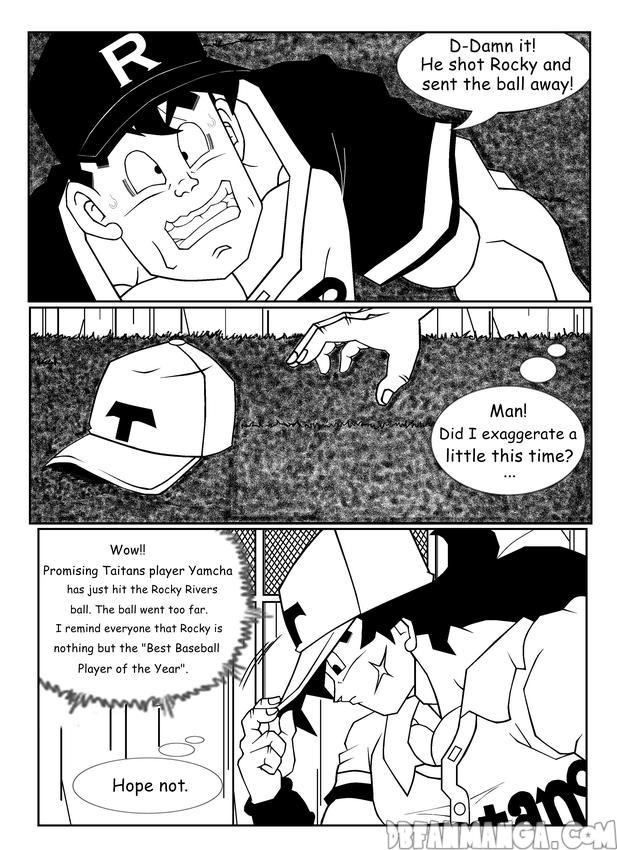 R
D-Damn it!
He shot Rocky and
sent the ball away!
T
Man!
Did I exaggerate a
little this time?
...
Wow!!
Promising Taitans player Yamcha
has just hit the Rocky Rivers
ball. The ball went too far.
I remind everyone that Rocky is
nothing but the "Best Baseball
Player of the Year".
Hope not.
tans
DBFANMANGA.COM